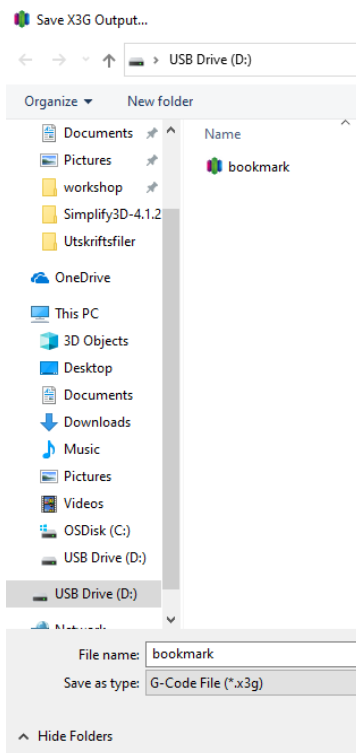 Save X3G Output...
USB Drive (D:)
Organize
New folder
Name
bookmark
Documents
Pictures
workshop
Simplify3D-4.1.2
Utskriftsfiler
OneDrive
This PC
3D Objects
Desktop
Documents
Downloads
Music
Pictures
Videos
OSDisk (C:)
USB Drive (D:)
USB Drive (D:)
Network
File name: bookmark
Save as type: G-Code File (*.x3g)
Hide Folders